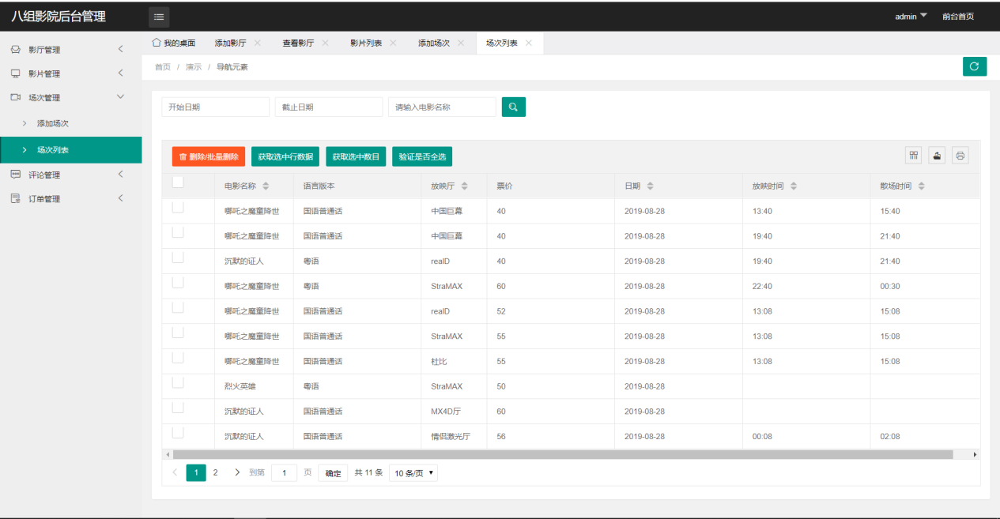 八组影院后台管理
admin 前台首页
影厅管理
影片管理
场次管理
添加场次
场次列表
评论管理
订单管理
我的桌面 添加影厅 查看影厅 影片列表 添加场次 场次列表
首页 / 演示 / 导航元素
开始日期 截止日期 请输入电影名称
删除/批量删除 获取选中行数据 获取选中数目 验证是否全选
电影名称 语言版本 放映厅 票价 日期 放映时间 散场时间
哪吒之魔童降世 国语普通话 中国巨幕 40 2019-08-28 13:40 15:40
哪吒之魔童降世 国语普通话 中国巨幕 40 2019-08-28 19:40 21:40
沉默的证人 粤语 realD 40 2019-08-28 19:40 21:40
哪吒之魔童降世 粤语 StraMAX 60 2019-08-28 22:40 00:30
哪吒之魔童降世 国语普通话 realD 52 2019-08-28 13:08 15:08
哪吒之魔童降世 国语普通话 StraMAX 55 2019-08-28 13:08 15:08
哪吒之魔童降世 国语普通话 杜比 55 2019-08-28 13:08 15:08
烈火英雄 粤语 StraMAX 50 2019-08-28
沉默的证人 国语普通话 MX4D厅 60 2019-08-28
沉默的证人 国语普通话 情侣激光厅 56 2019-08-28 00:08 02:08
1 2 到第 1 页 确定 共 11 条 10 条/页